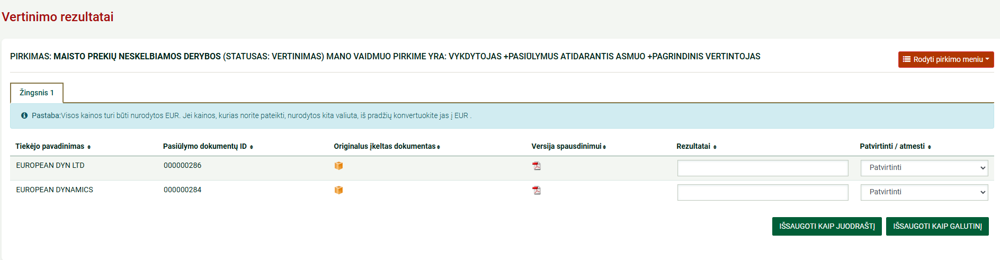 Vertinimo rezultatai
PIRKIMAS: MAISTO PREKIŲ NESKELBIAMOS DERYBOS (STATUSAS: VERTINIMAS) MANO VAIDMUO PIRKIME YRA: VYKDYTOJAS +PASIŪLYMUS ATIDARANTIS ASMUO +PAGRINDINIS VERTINTOJAS
Rodyti pirkimo meniu
Žingsnis 1
Pastaba:Visos kainos turi būti nurodytos EUR. Jei kainos, kurias norite pateikti, nurodytos kita valiuta, iš pradžių konvertuokite jas į EUR .
Tiekėjo pavadinimas Pasiūlymo dokumentų ID Originalus įkeltas dokumentas Versija spausdinimui Rezultatai Patvirtinti / atmesti
EUROPEAN DYN LTD 000000286 Patvirtinti
EUROPEAN DYNAMICS 000000284 Patvirtinti
IŠSAUGOTI KAIP JUODRAŠTĮ IŠSAUGOTI KAIP GALUTINĮ